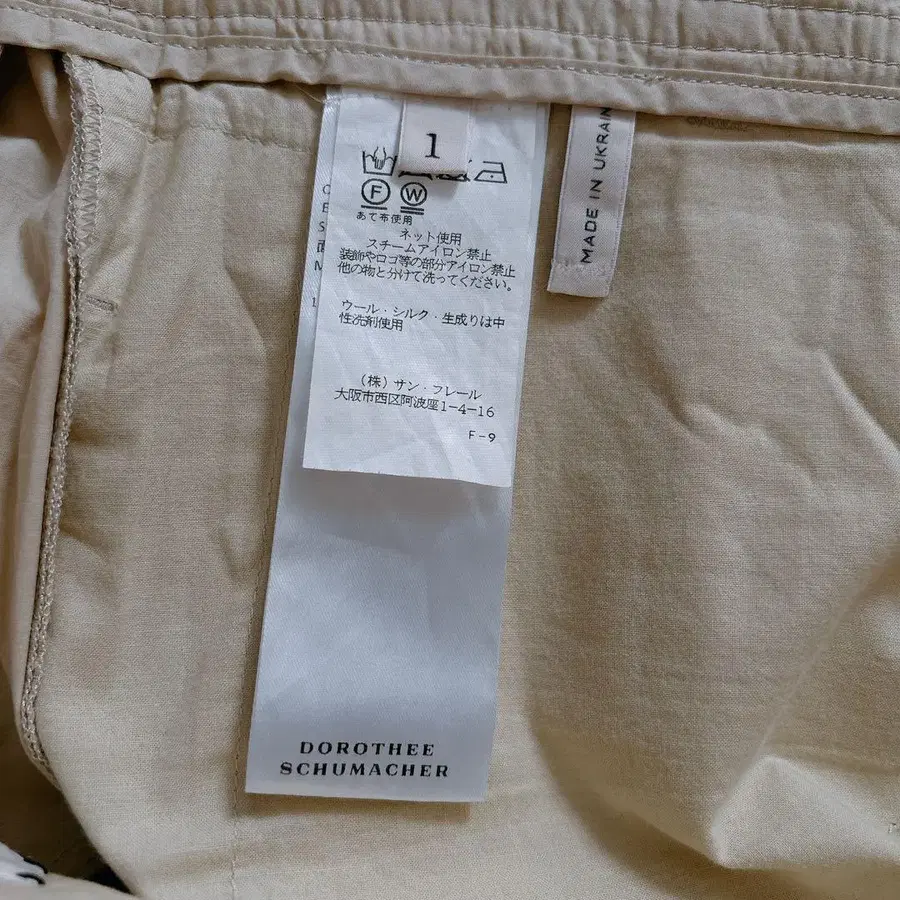 1
F W
あて布使用
ネット使用
スチームアイロン禁止
装飾やロゴ等の部分アイロン禁止
他の物と分けて洗ってください。
ウール・シルク・生成りは中
性洗剤使用
(株)サン・フレール
大阪市西区阿波座1-4-16
F-9
MADE IN UKRAIN
DOROTHEE
SCHUMACHER